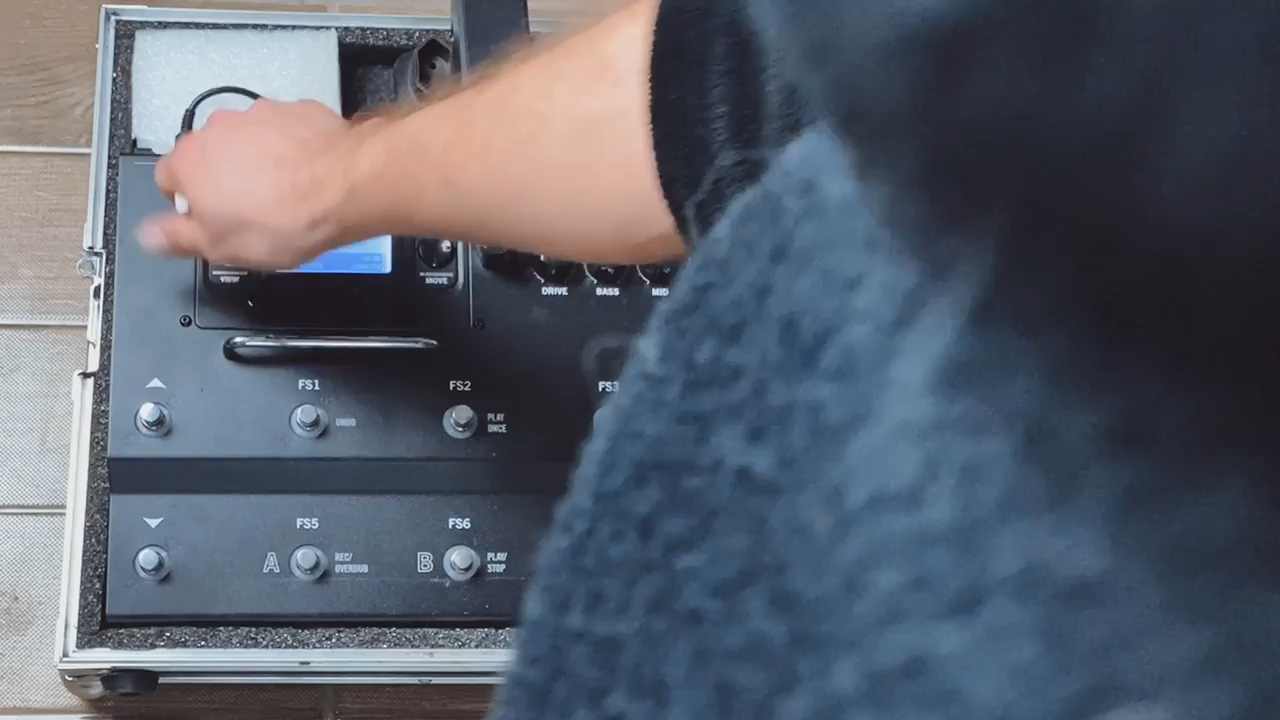 VIEW
MOVE
DRIVE BASS MID
FS1 FS2 FS3
UNDO
PLAY
ONCE
FS5 FS6
A REC/
OVERDUB
B PLAY/
STOP